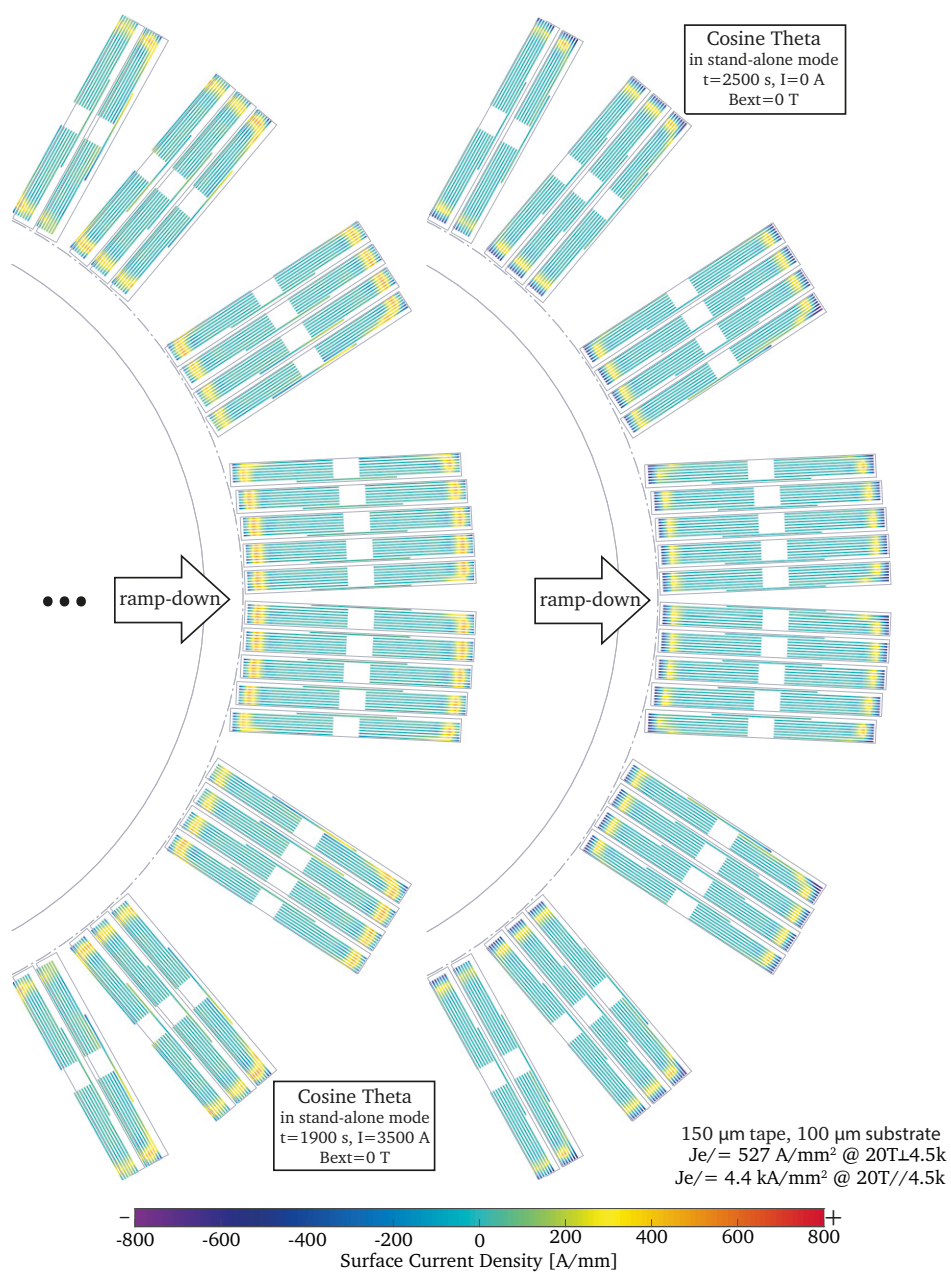 Cosine Theta
in stand-alone mode
t=2500 s, I=0 A
Bext=0 T
ramp-down
ramp-down
Cosine Theta
in stand-alone mode
t=1900 s, I=3500 A
Bext=0 T
150 µm tape, 100 µm substrate
Je/= 527 A/mm² @ 20T⊥4.5k
Je/= 4.4 kA/mm² @ 20T//4.5k
− +
-800 -600 -400 -200 0 200 400 600 800
Surface Current Density [A/mm]